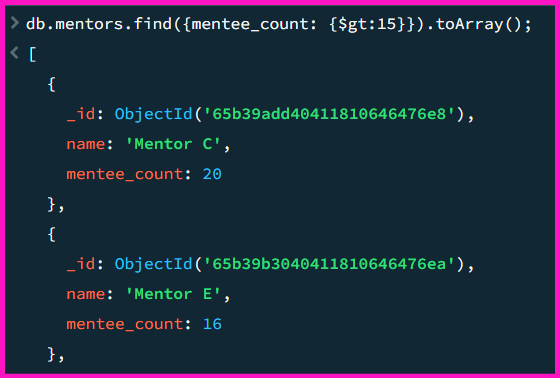 > db.mentors.find({mentee_count: {$gt:15}}).toArray();
< [
{
_id: ObjectId('65b39add40411810646476e8'),
name: 'Mentor C',
mentee_count: 20
},
{
_id: ObjectId('65b39b3040411810646476ea'),
name: 'Mentor E',
mentee_count: 16
},